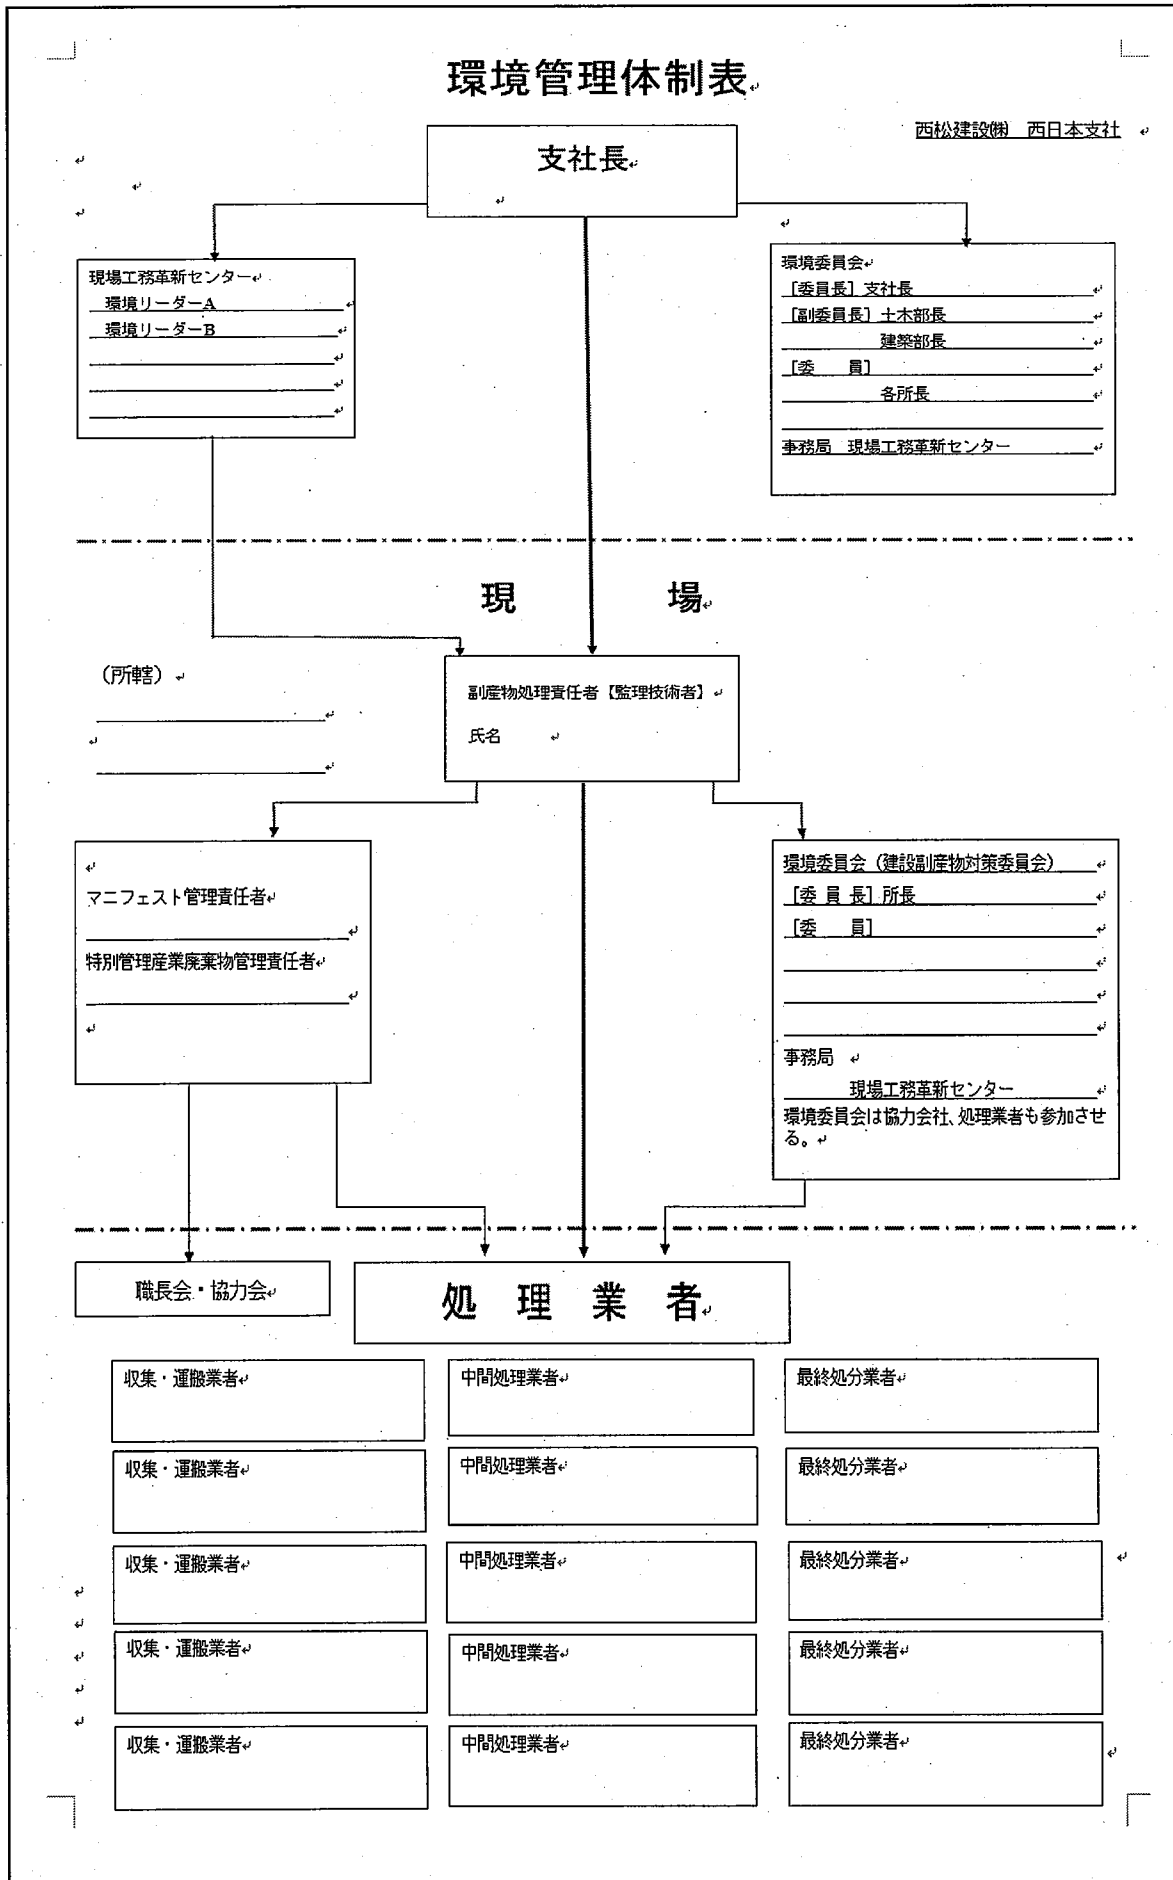 環境管理体制表
西松建設㈱　西日本支社
支社長
現場工務革新センター
環境リーダーA
環境リーダーB
環境委員会
［委員長］支社長
［副委員長］土木部長
建築部長
［委　　員］
各所長
事務局　現場工務革新センター
現　　場
（所轄）
副産物処理責任者【監理技術者】
氏名
マニフェスト管理責任者
特別管理産業廃棄物管理責任者
環境委員会（建設副産物対策委員会）
［委 員 長］所長
［委　　員］
事務局
現場工務革新センター
環境委員会は協力会社、処理業者も参加させ
る。
職長会・協力会
処　理　業　者
収集・運搬業者
中間処理業者
最終処分業者
収集・運搬業者
中間処理業者
最終処分業者
収集・運搬業者
中間処理業者
最終処分業者
収集・運搬業者
中間処理業者
最終処分業者
収集・運搬業者
中間処理業者
最終処分業者